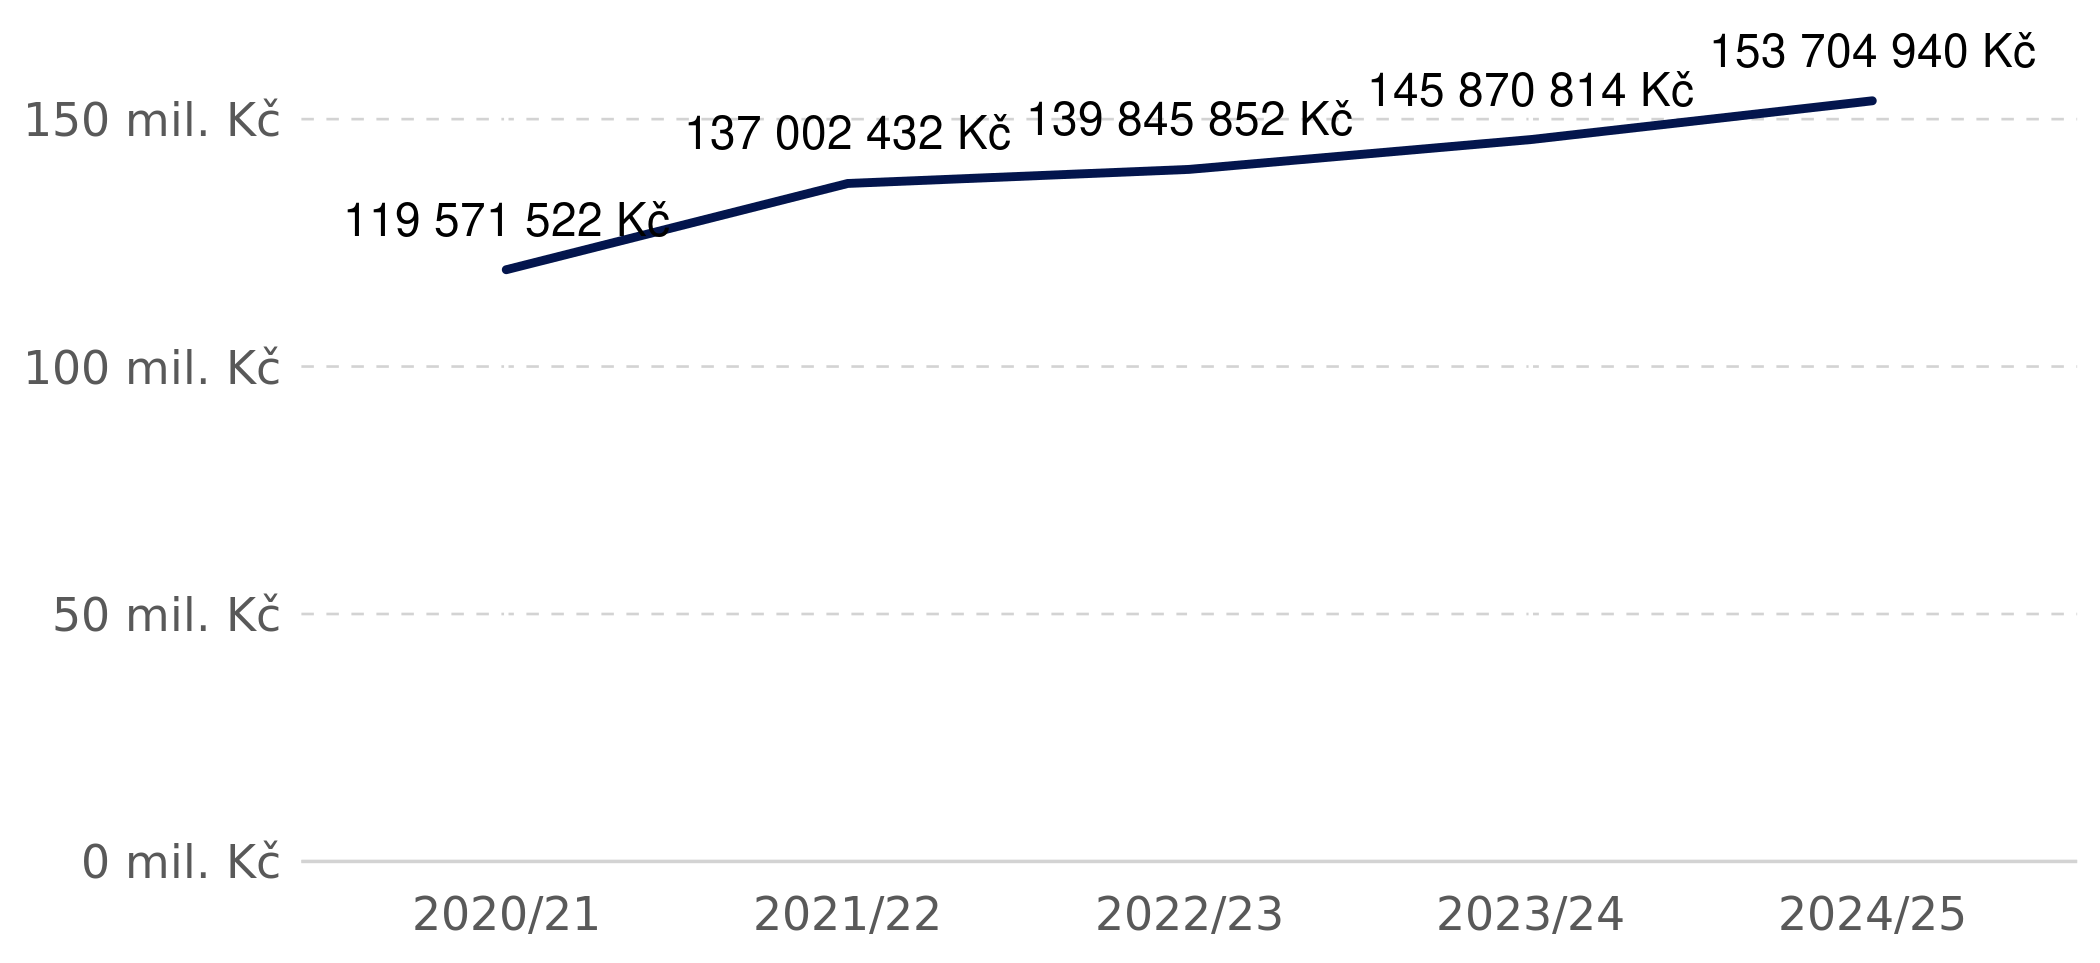 153 704 940 Kč
145 870 814 Kč
139 845 852 Kč
137 002 432 Kč
119 571 522 Kč
150 mil. Kč
100 mil. Kč
50 mil. Kč
0 mil. Kč
2020/21
2021/22
2022/23
2023/24
2024/25